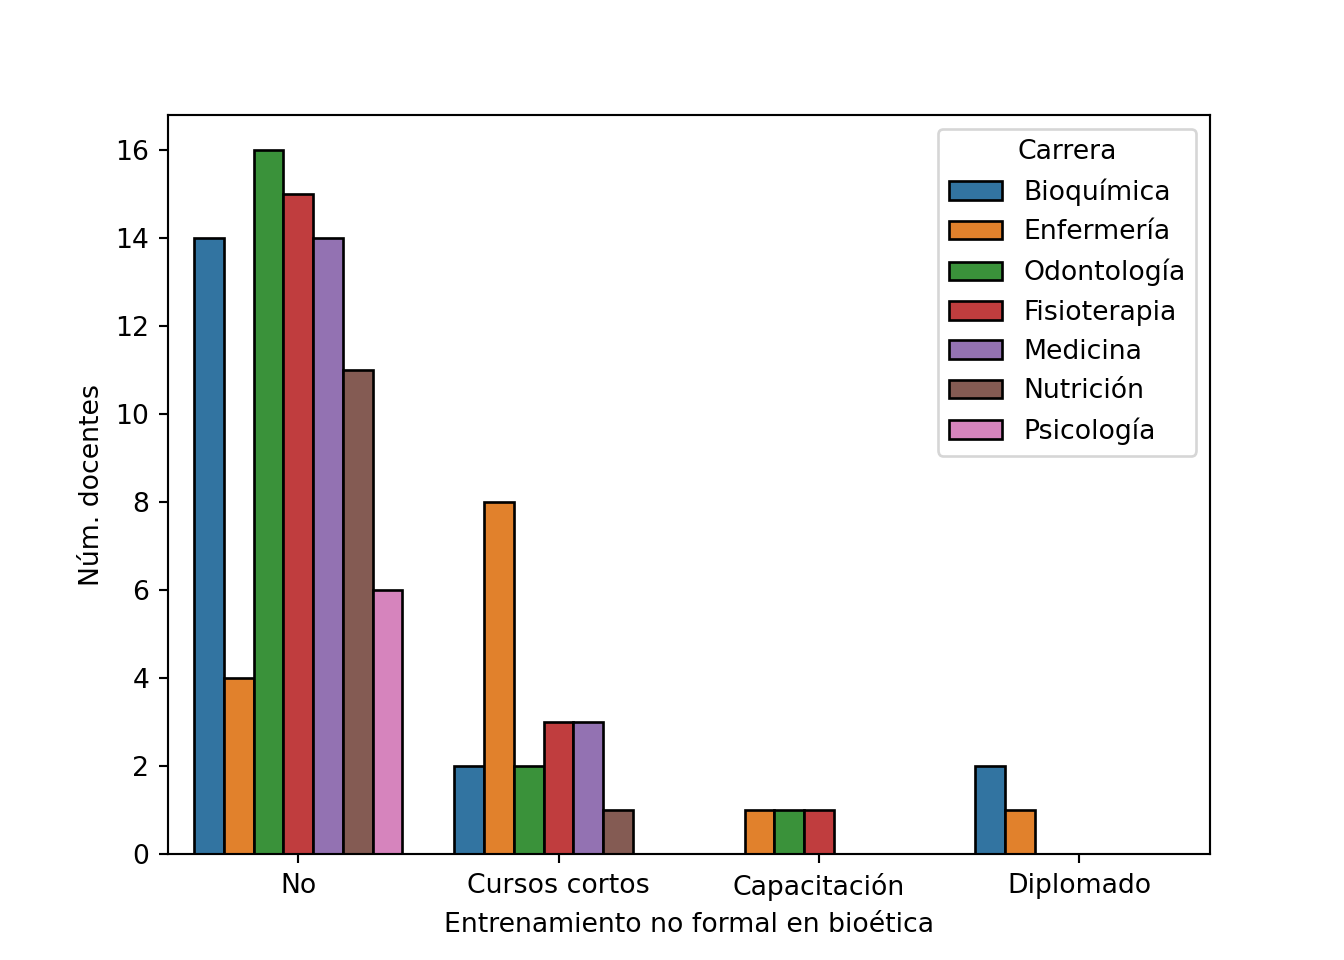 Carrera
Bioquímica
Enfermería
Odontología
Fisioterapia
Medicina
Nutrición
Psicología
Núm. docentes
16
14
12
10
8
6
4
2
0
No
Cursos cortos
Capacitación
Diplomado
Entrenamiento no formal en bioética